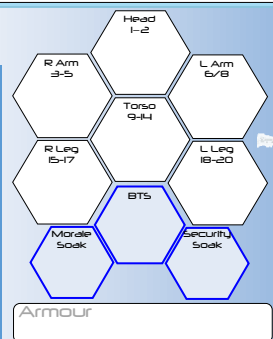 Head
1-2
R Arm
3-5
L Arm
6/8
Torso
9-14
R Leg
15-17
L Leg
18-20
BTS
Morale
Soak
Security
Soak
Armour